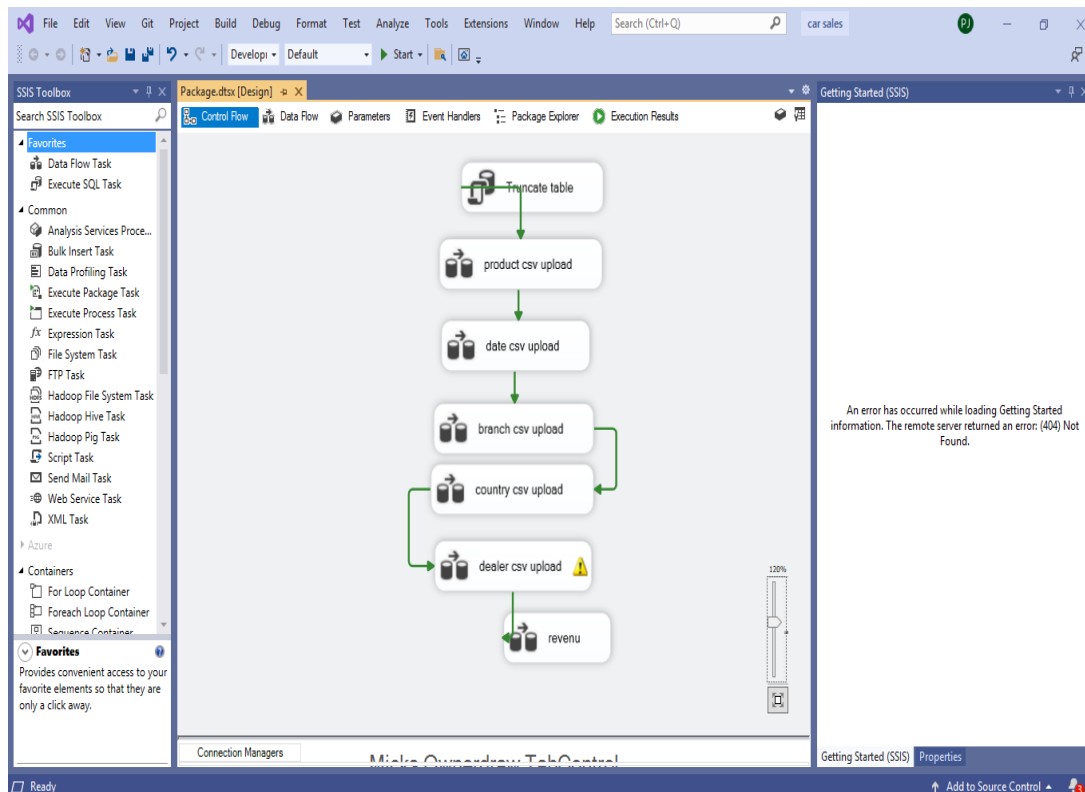 File Edit View Git Project Build Debug Format Test Analyze Tools Extensions Window Help Search (Ctrl+Q) car sales PJ
Develop Default Start
SSIS Toolbox
Search SSIS Toolbox
Favorites
Data Flow Task
Execute SQL Task
Common
Analysis Services Proce...
Bulk Insert Task
Data Profiling Task
Execute Package Task
Execute Process Task
fx Expression Task
File System Task
FTP Task
Hadoop File System Task
Hadoop Hive Task
Hadoop Pig Task
Script Task
Send Mail Task
Web Service Task
XML Task
Azure
Containers
For Loop Container
Foreach Loop Container
Sequence Container
Favorites
Provides convenient access to your
favorite elements so that they are
only a click away.
Package.dtsx [Design]
Control Flow Data Flow Parameters Event Handlers Package Explorer Execution Results
Truncate table
product csv upload
date csv upload
branch csv upload
country csv upload
dealer csv upload
revenu
120%
Connection Managers
Micks Ownerdraw TabControl
Getting Started (SSIS)
An error has occurred while loading Getting Started
information. The remote server returned an error: (404) Not
Found.
Getting Started (SSIS) Properties
Ready Add to Source Control 3